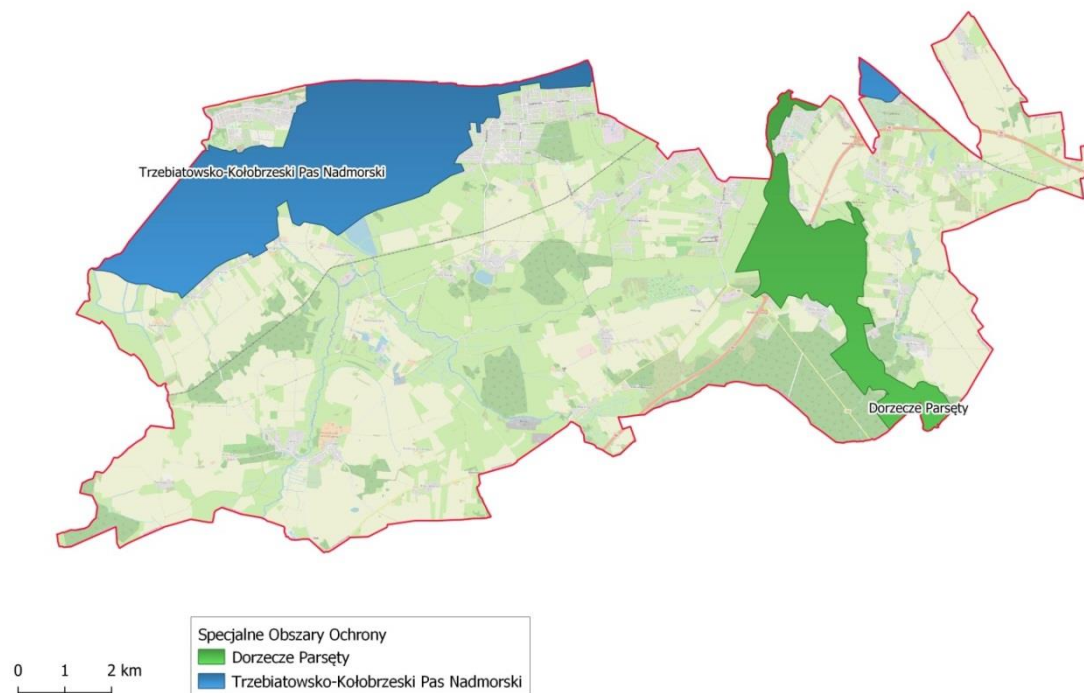 Trzebiatowsko-Kołobrzeski Pas Nadmorski
Dorzecze Parsęty
Specjalne Obszary Ochrony
Dorzecze Parsęty
Trzebiatowsko-Kołobrzeski Pas Nadmorski
0 1 2 km